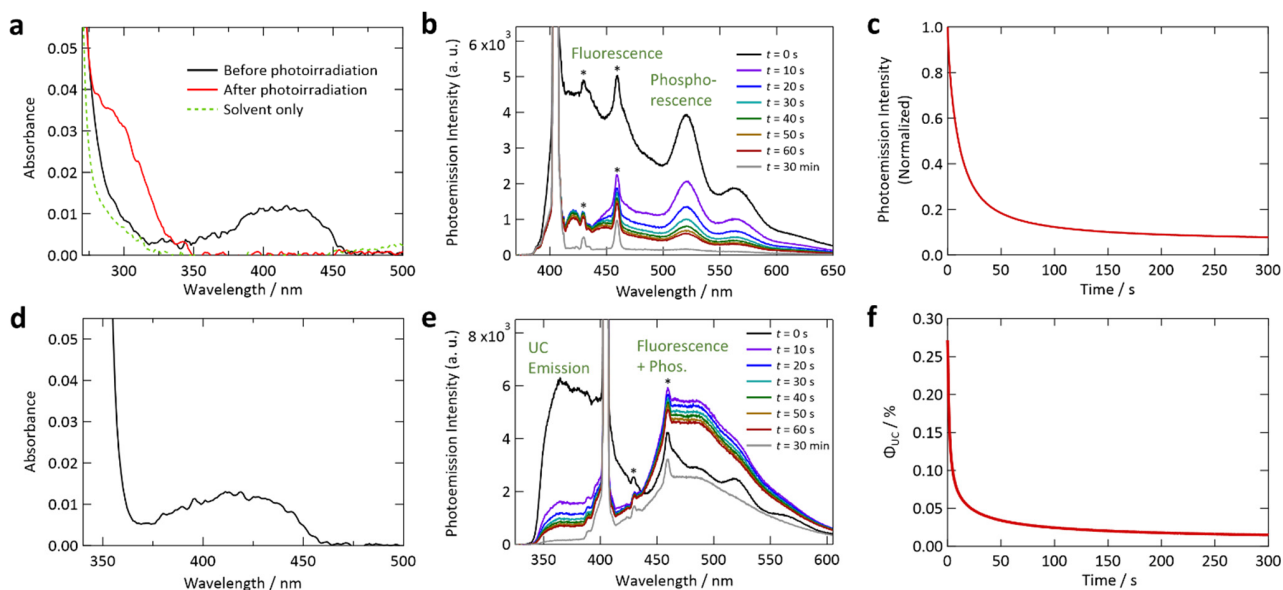 a
0.05
0.04
0.03
0.02
0.01
0.00
Absorbance
Before photoirradiation
After photoirradiation
Solvent only
300
350
400
450
500
Wavelength / nm
b
6 x10³
5
4
3
2
1
0
Photoemission Intensity (a. u.)
Fluorescence
*
*
Phospho-
rescence
*
*
t = 0 s
t = 10 s
t = 20 s
t = 30 s
t = 40 s
t = 50 s
t = 60 s
t = 30 min
400
450
500
550
600
650
Wavelength / nm
c
1.0
0.8
0.6
0.4
0.2
0.0
Photoemission Intensity
(Normalized)
0
50
100
150
200
250
300
Time / s
d
0.05
0.04
0.03
0.02
0.01
0.00
Absorbance
350
400
450
500
Wavelength / nm
e
8 x10³
6
4
2
0
Photoemission Intensity (a. u.)
UC
Emission
Fluorescence
+ Phos.
*
*
t = 0 s
t = 10 s
t = 20 s
t = 30 s
t = 40 s
t = 50 s
t = 60 s
t = 30 min
350
400
450
500
550
600
Wavelength / nm
f
0.30
0.25
0.20
0.15
0.10
0.05
0.00
ΦUC / %
0
50
100
150
200
250
300
Time / s